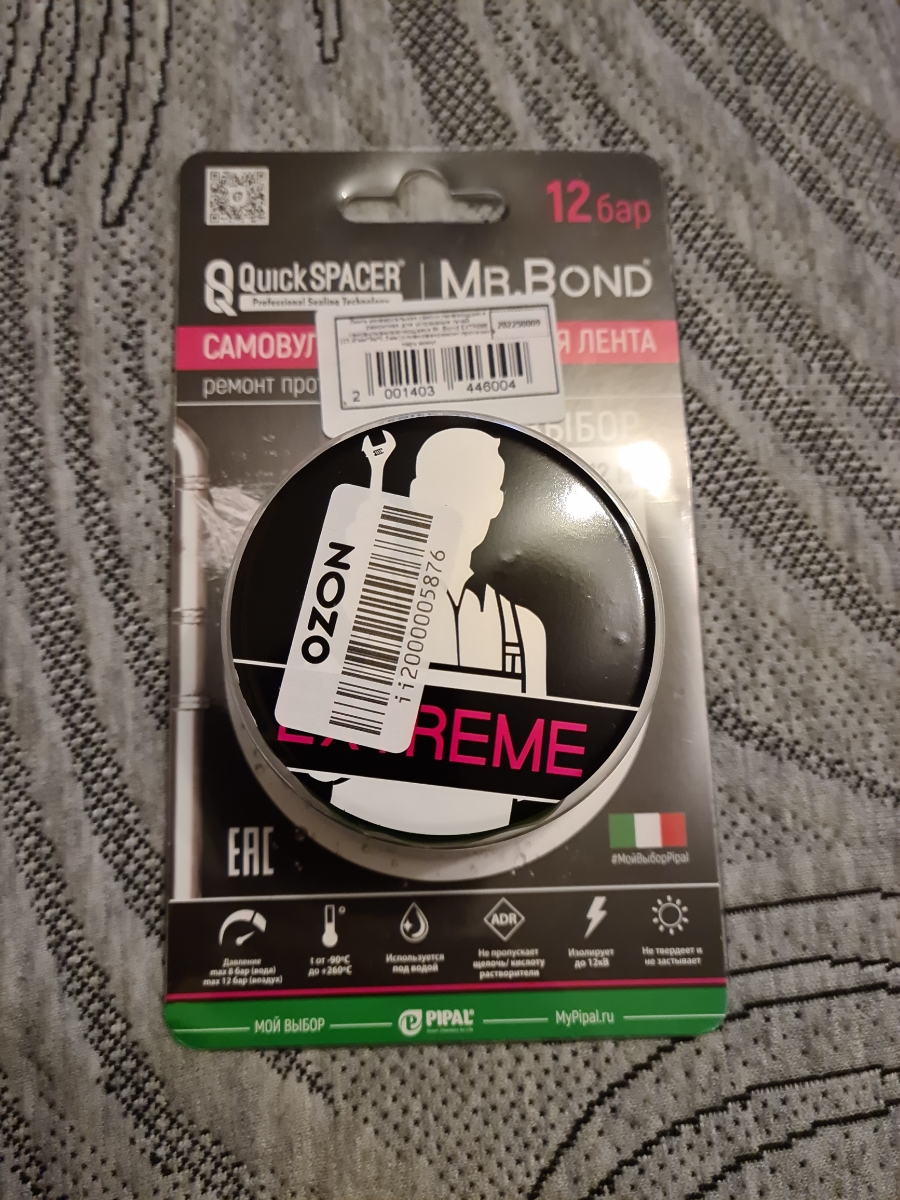 12 бар
QuickSPACER® | MR.BOND®
Professional Sealing Technology
САМОВУЛ Я ЛЕНТА
ремонт
202290009
2 001403 446004
ВЫБОР
OZON
ii2000005876
EXTREME
EAC
#МойВыборPipal
ADR
Давление
max 8 бар (вода)
max 12 бар (воздух)
t от -90°C
до +260°C
Используется
под водой
Не пропускает
щелочь/ кислоту
растворители
Изолирует
до 12кВ
Не твердеет и
не застывает
МОЙ ВЫБОР
PIPAL®
MyPipal.ru